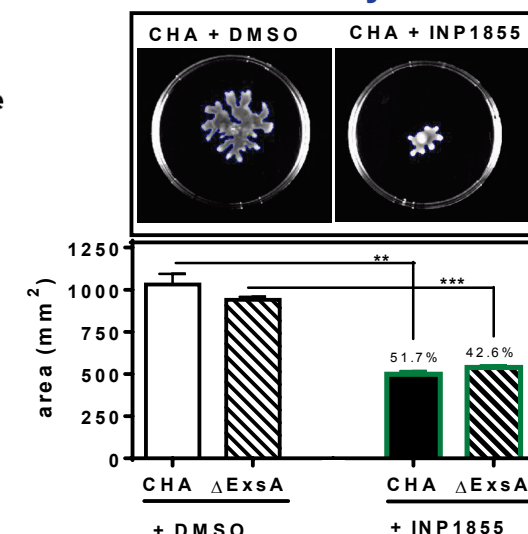 CHA + DMSO CHA + INP1855
1250
1000
750
500
250
0
area (mm²)
**
***
51.7% 42.6%
CHA ΔExsA CHA ΔExsA
+ DMSO + INP1855